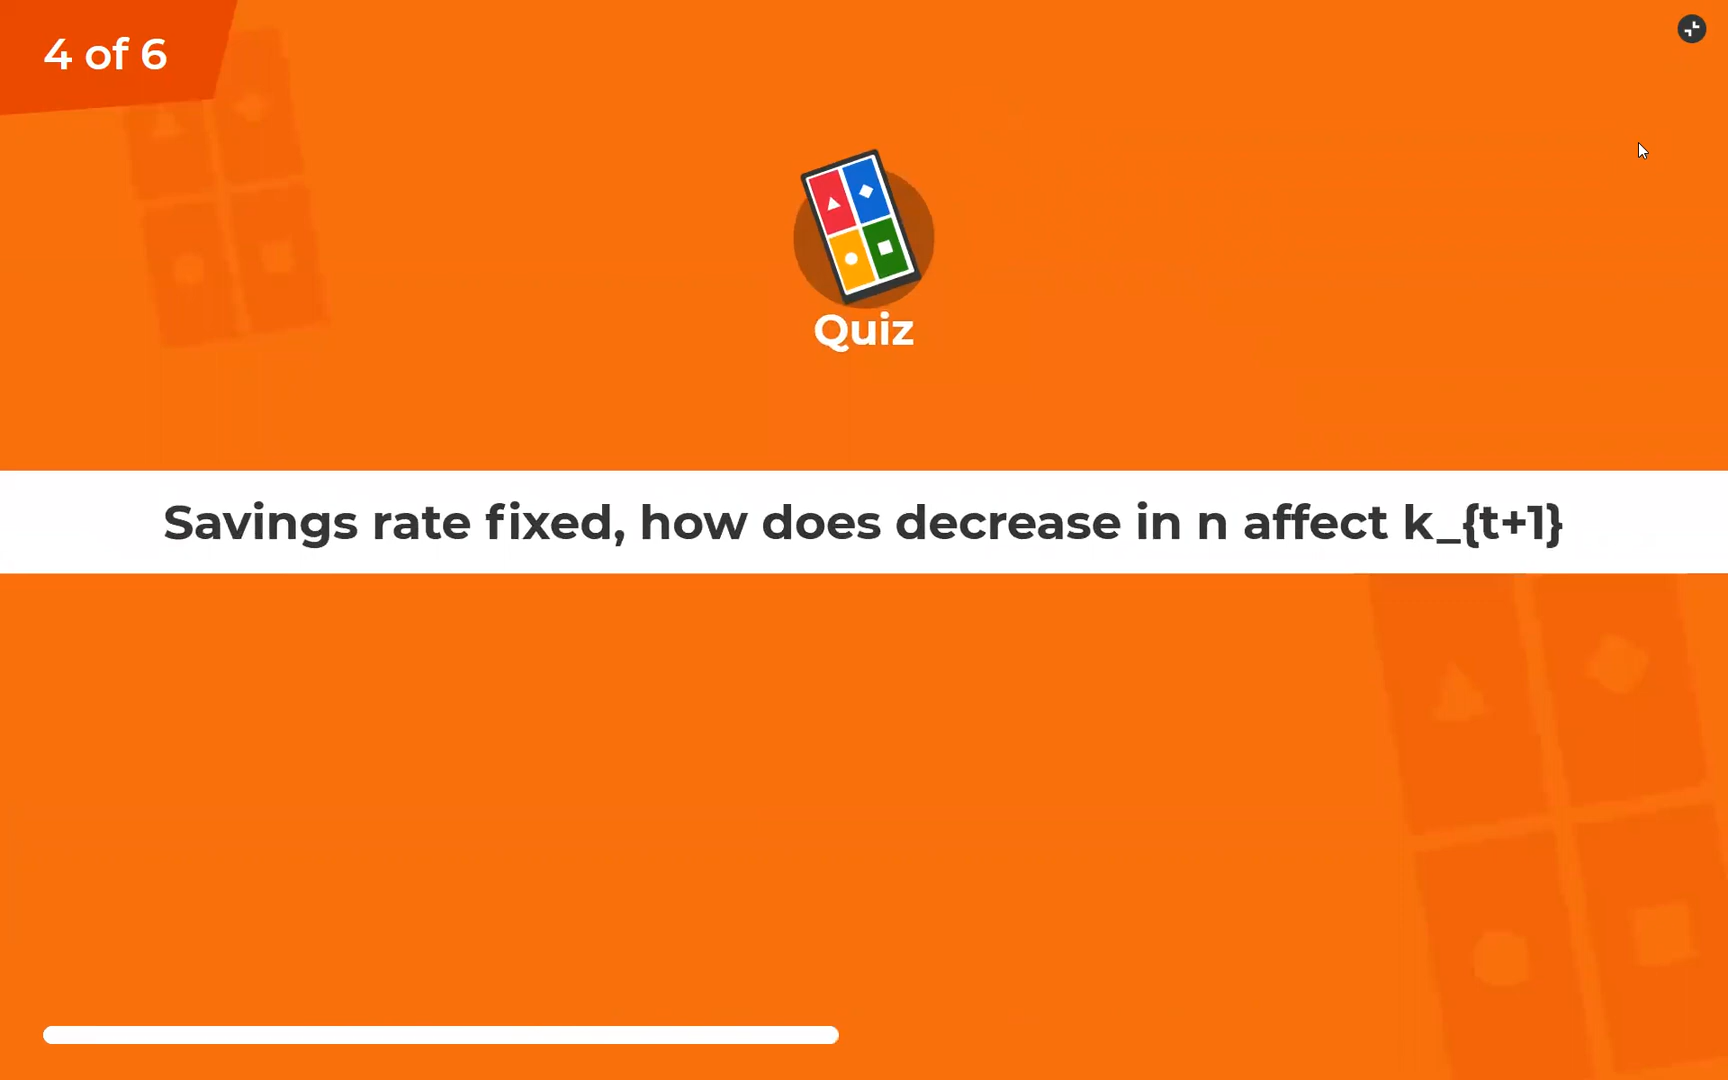 4 of 6
Quiz
Savings rate fixed, how does decrease in n affect k_{t+1}